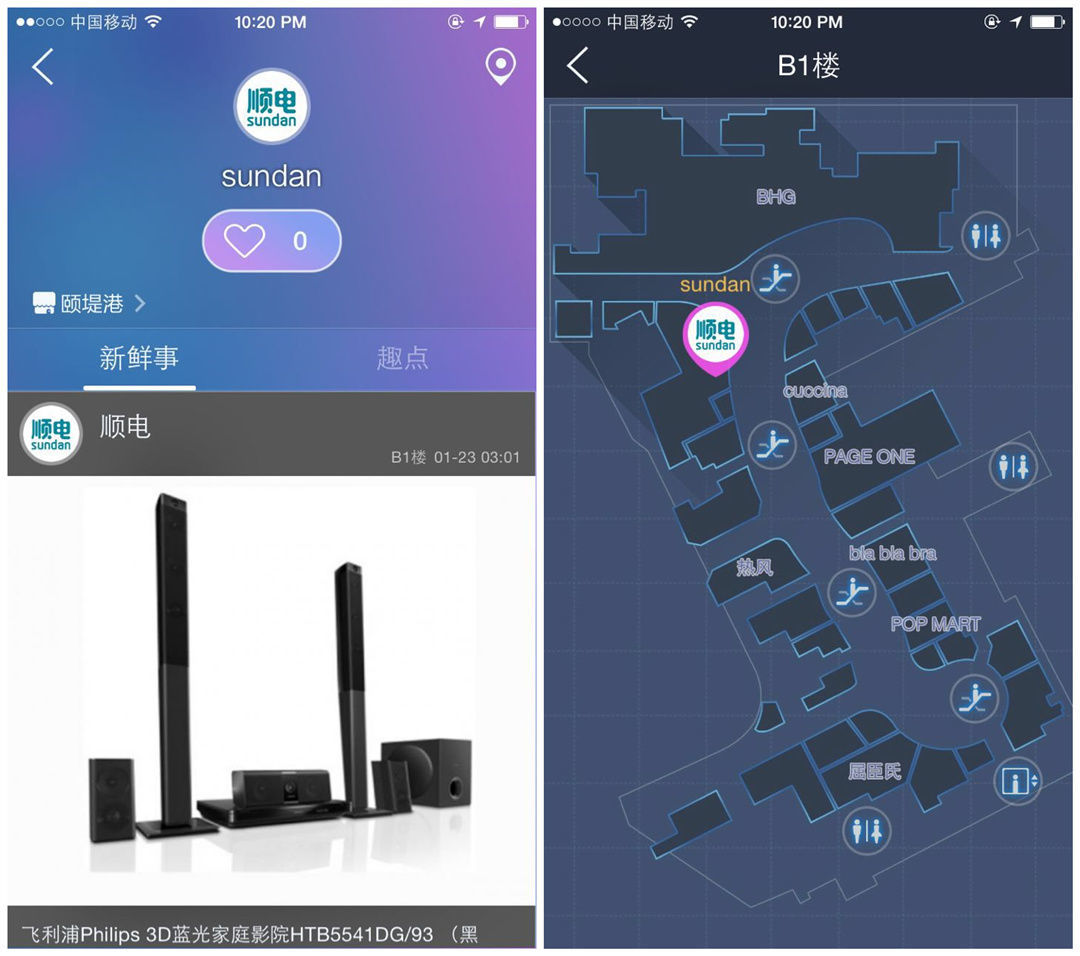 中国移动
10:20 PM
顺电
sundan
sundan
0
颐堤港
新鲜事
趣点
顺电
sundan
顺电
B1楼 01-23 03:01
飞利浦Philips 3D蓝光家庭影院HTB5541DG/93 （黑
中国移动
10:20 PM
B1楼
BHG
sundan
顺电
sundan
cuccina
PAGE ONE
bla bla bra
热风
POP MART
屈臣氏